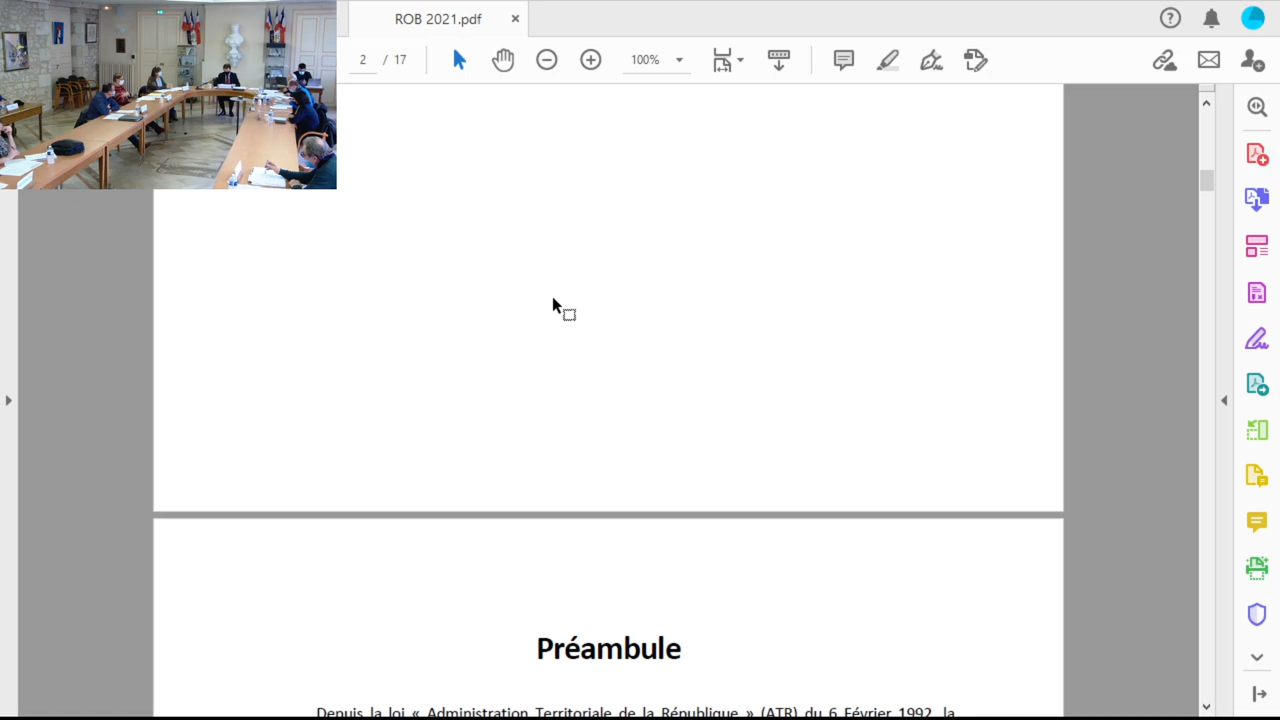 ROB 2021.pdf
2 / 17
100%
Préambule
Depuis la loi « Administration Territoriale de la République » (ATR) du 6 Février 1992, la